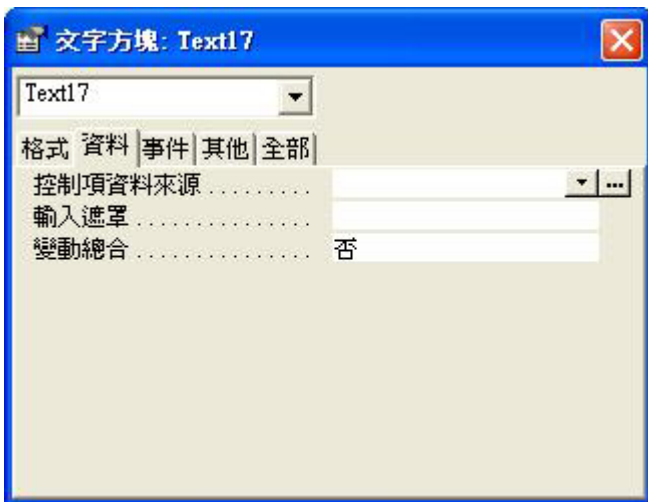 文字方塊: Text17
Text17
格式 資料 事件 其他 全部
控制項資料來源 . . . . . . . . .
輸入遮罩 . . . . . . . . . . . . . . .
變動總合 . . . . . . . . . . . . . . . 否